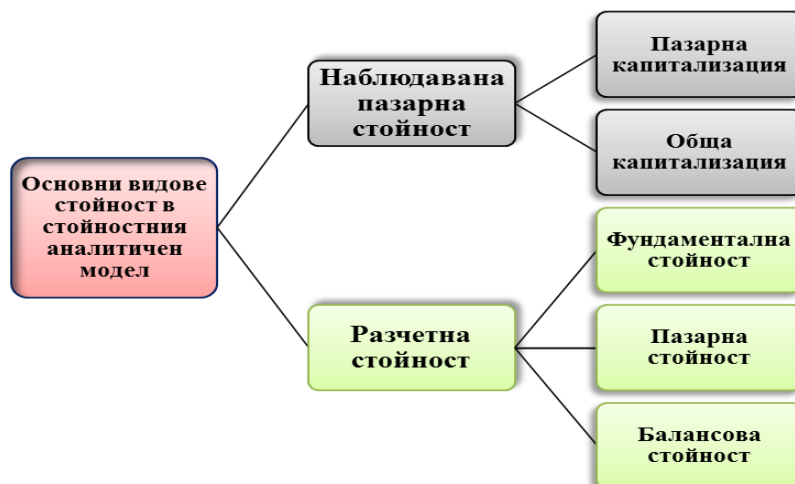 Основни видове
стойност в
стойностния
аналитичен
модел
Наблюдавана
пазарна
стойност
Пазарна
капитализация
Обща
капитализация
Разчетна
стойност
Фундаментална
стойност
Пазарна
стойност
Балансова
стойност